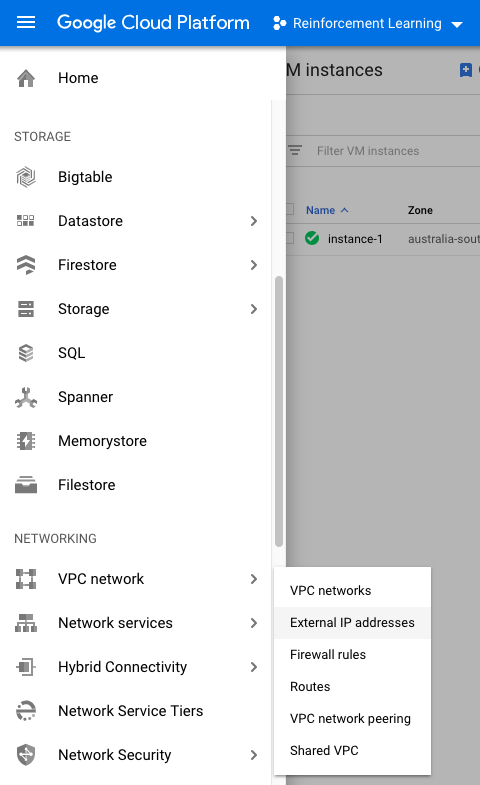 Google Cloud Platform
Reinforcement Learning
Home
M instances
STORAGE
Filter VM instances
Bigtable
Name
Zone
Datastore
instance-1
australia-sout
Firestore
Storage
SQL
Spanner
Memorystore
Filestore
NETWORKING
VPC network
VPC networks
Network services
External IP addresses
Firewall rules
Hybrid Connectivity
Routes
Network Service Tiers
VPC network peering
Network Security
Shared VPC